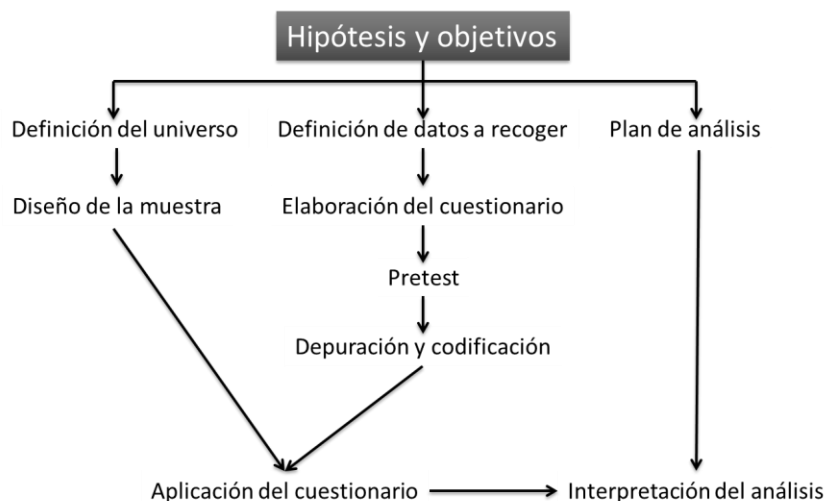 Hipótesis y objetivos
Definición del universo
Definición de datos a recoger
Plan de análisis
Diseño de la muestra
Elaboración del cuestionario
Pretest
Depuración y codificación
Aplicación del cuestionario
Interpretación del análisis